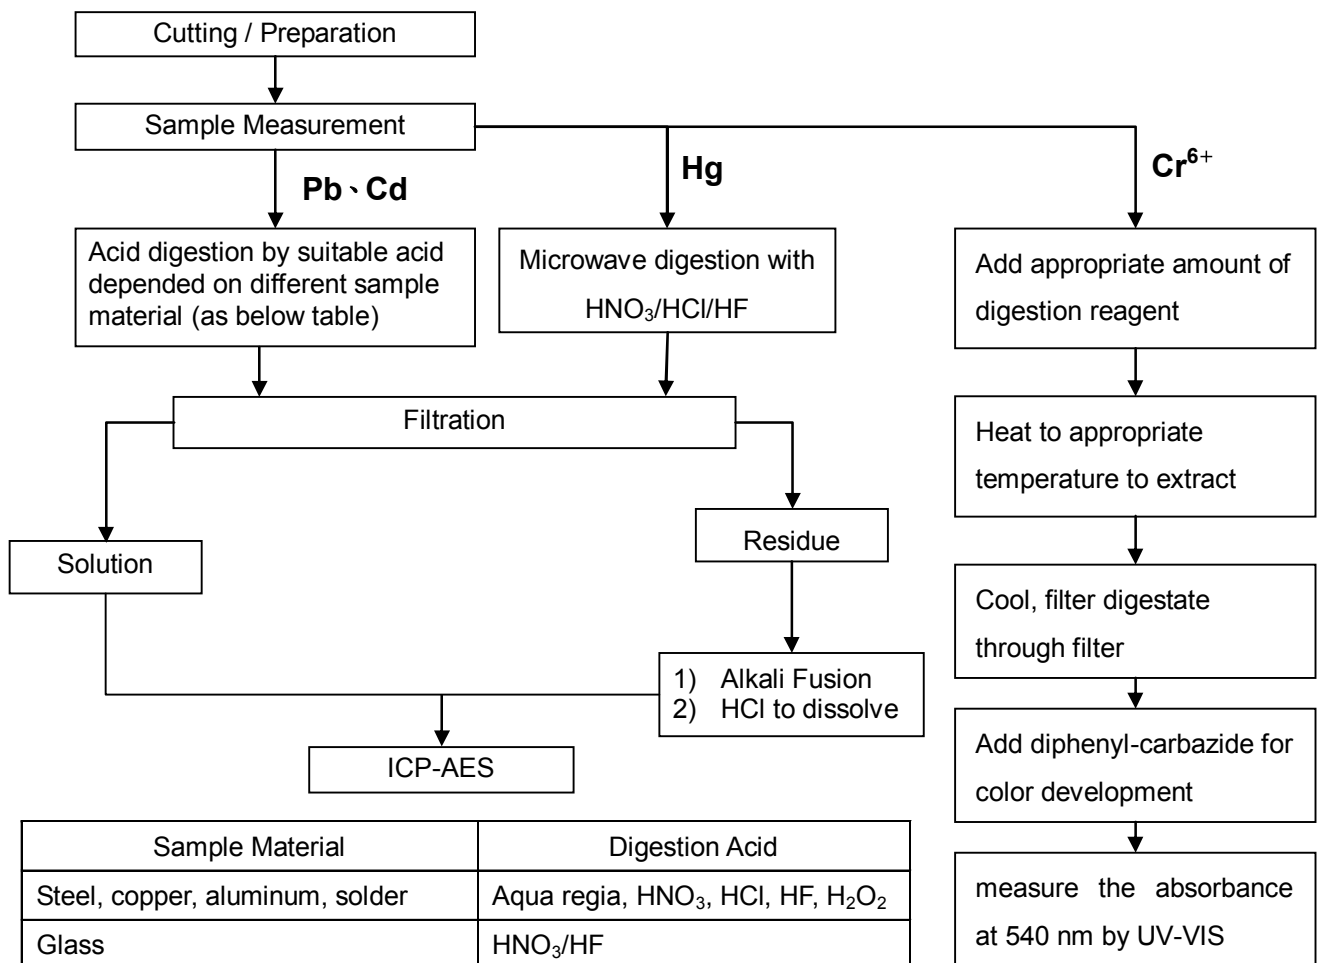 Cutting / Preparation
Sample Measurement
Pb、Cd
Hg
Cr⁶⁺
Acid digestion by suitable acid
depended on different sample
material (as below table)
Microwave digestion with
HNO₃/HCl/HF
Add appropriate amount of
digestion reagent
Filtration
Heat to appropriate
temperature to extract
Solution
Residue
Cool, filter digestate
through filter
1) Alkali Fusion
2) HCl to dissolve
ICP-AES
Add diphenyl-carbazide for
color development
measure the absorbance
at 540 nm by UV-VIS
Sample Material Digestion Acid
Steel, copper, aluminum, solder Aqua regia, HNO₃, HCl, HF, H₂O₂
Glass HNO₃/HF